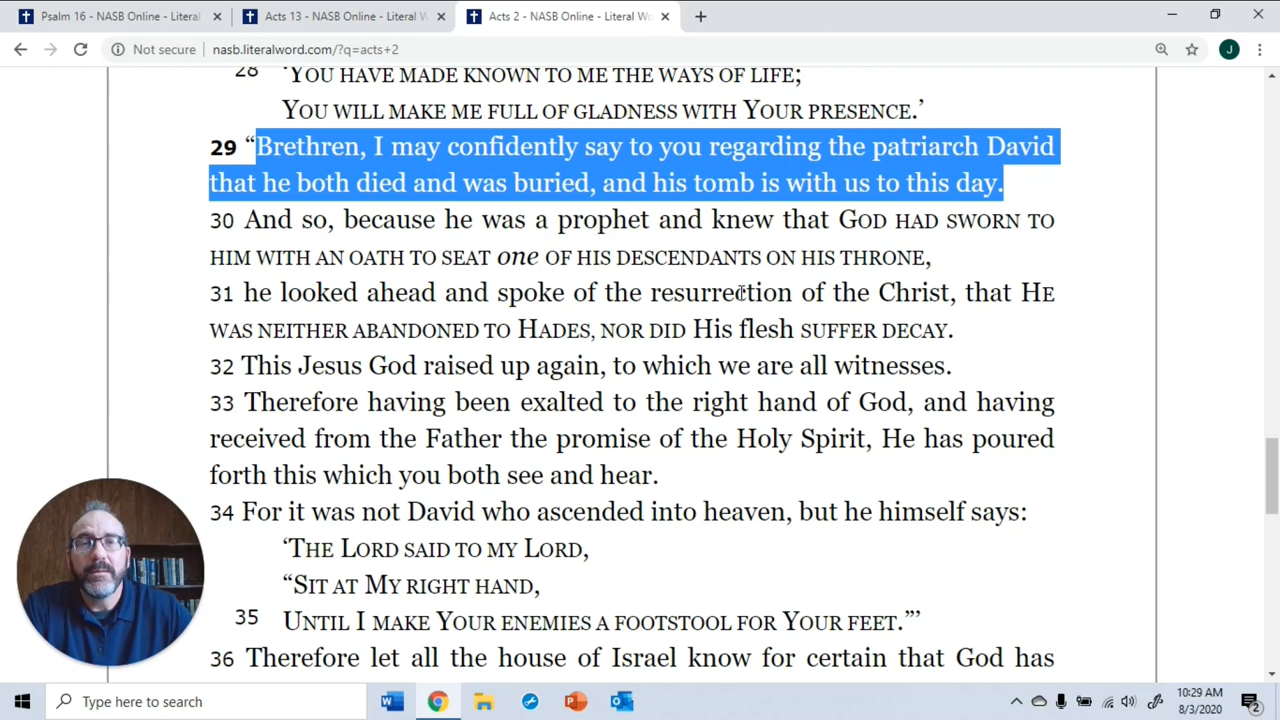 Psalm 16 - NASB Online - Literal
Acts 13 - NASB Online - Literal W
Acts 2 - NASB Online - Literal Wo
Not secure
nasb.literalword.com/?q=acts+2
J
28 ‘YOU HAVE MADE KNOWN TO ME THE WAYS OF LIFE;
YOU WILL MAKE ME FULL OF GLADNESS WITH YOUR PRESENCE.’
29 “Brethren, I may confidently say to you regarding the patriarch David
that he both died and was buried, and his tomb is with us to this day.
30 And so, because he was a prophet and knew that GOD HAD SWORN TO
HIM WITH AN OATH TO SEAT one OF HIS DESCENDANTS ON HIS THRONE,
31 he looked ahead and spoke of the resurrection of the Christ, that HE
WAS NEITHER ABANDONED TO HADES, NOR DID His flesh SUFFER DECAY.
32 This Jesus God raised up again, to which we are all witnesses.
33 Therefore having been exalted to the right hand of God, and having
received from the Father the promise of the Holy Spirit, He has poured
forth this which you both see and hear.
34 For it was not David who ascended into heaven, but he himself says:
‘THE LORD SAID TO MY LORD,
“SIT AT MY RIGHT HAND,
35 UNTIL I MAKE YOUR ENEMIES A FOOTSTOOL FOR YOUR FEET.”’
36 Therefore let all the house of Israel know for certain that God has
Type here to search
10:29 AM
8/3/2020
2